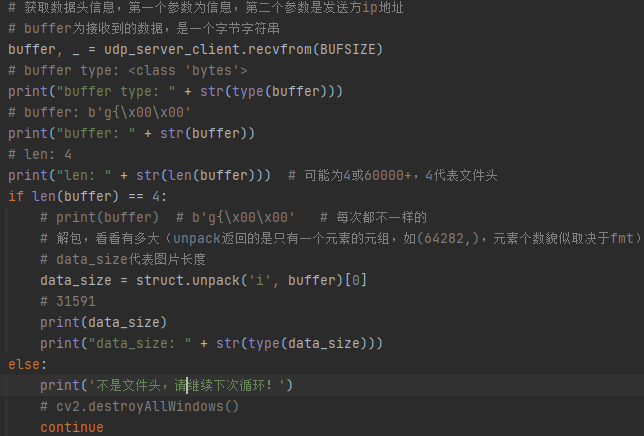 # 获取数据头信息，第一个参数为信息，第二个参数是发送方ip地址
# buffer为接收到的数据，是一个字节字符串
buffer, _ = udp_server_client.recvfrom(BUFSIZE)
# buffer type: <class 'bytes'>
print("buffer type: " + str(type(buffer)))
# buffer: b'g{\x00\x00'
print("buffer: " + str(buffer))
# len: 4
print("len: " + str(len(buffer)))  # 可能为4或60000+，4代表文件头
if len(buffer) == 4:
    # print(buffer)  # b'g{\x00\x00'   # 每次都不一样的
    # 解包，看看有多大（unpack返回的是只有一个元素的元组，如(64282,)，元素个数貌似取决于fmt）
    # data_size代表图片长度
    data_size = struct.unpack('i', buffer)[0]
    # 31591
    print(data_size)
    print("data_size: " + str(type(data_size)))
else:
    print('不是文件头，请继续下次循环！')
    # cv2.destroyAllWindows()
    continue